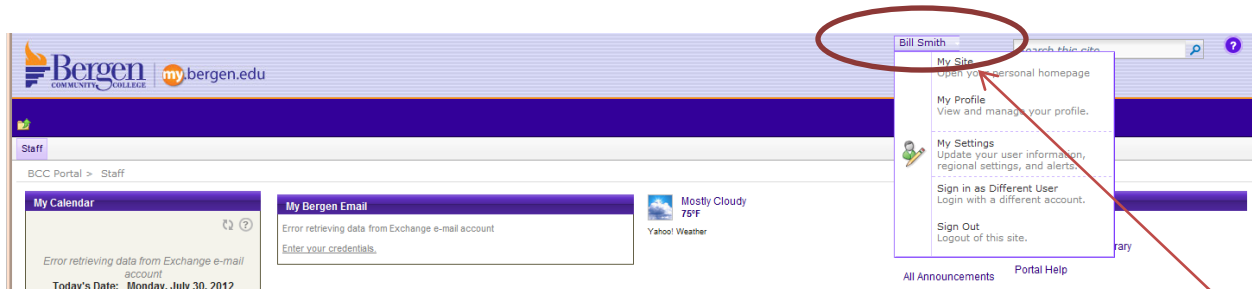 Bill Smith
Search this site
?
Bergen
COMMUNITY COLLEGE
my.bergen.edu
My Site
Open your personal homepage
My Profile
View and manage your profile.
My Settings
Update your user information,
regional settings, and alerts.
Sign in as Different User
Login with a different account.
Sign Out
Logout of this site.
Staff
BCC Portal > Staff
My Calendar
?
Error retrieving data from Exchange e-mail
account
Today's Date: Monday, July 30, 2012
My Bergen Email
Error retrieving data from Exchange e-mail account
Enter your credentials.
Mostly Cloudy
75°F
Yahoo! Weather
rary
All Announcements
Portal Help